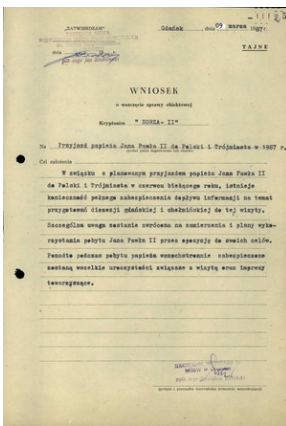 „ZATWIERDZAM"
Gdańsk, dnia 09 marca 1987 r.
TAJNE
dnia
WNIOSEK
o wszczęcie sprawy obiektowej
Kryptonim "ZORZA- II"
Na Przyjazd papieża Jana Pawła II do Polski i Trójmiasta w 1987 r.
Cel założenia
W związku z planowanym przyjazdem papieża Jana Pawła II
do Polski i Trójmiasta w czerwcu bieżącego roku, istnieje
konieczność pełnego zabezpieczenia dopływu informacji na temat
przygotowań diecezji gdańskiej i chełmińskiej do tej wizyty.
Szczególna uwaga zostanie zwrócona na zamierzenia i plany wyko-
rzystania pobytu Jana Pawła II przez opozycję do swoich celów.
Ponadto podczas pobytu papieża wszechstronnie zabezpieczone
zostaną wszelkie uroczystości związane z wizytą oraz imprezy
towarzyszące.